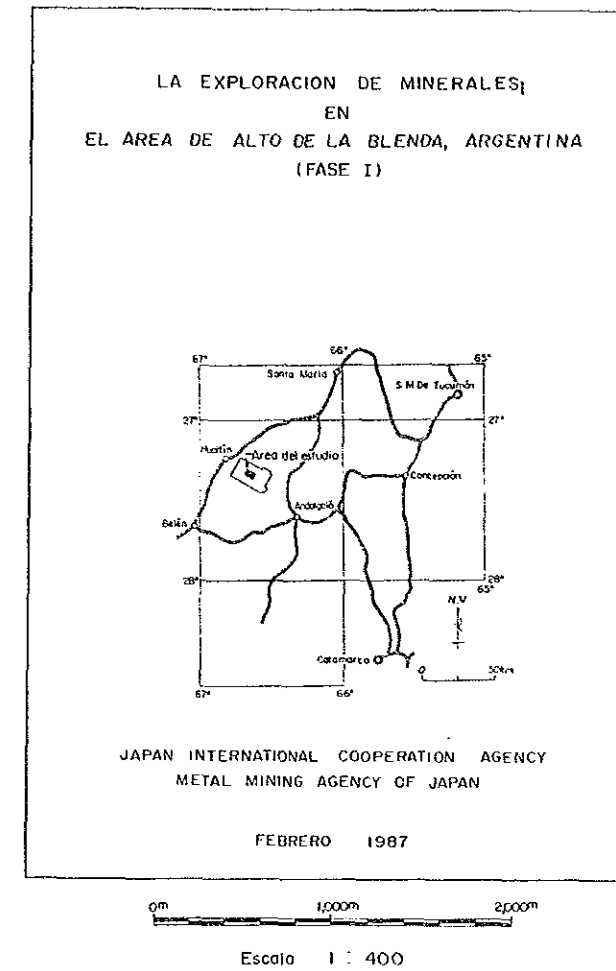 LA EXPLORACION DE MINERALES
EN
EL AREA DE ALTO DE LA BLENDA, ARGENTINA
(FASE I)
67°
66°
65°
Santa María
S.M.De Tucumán
27°
27°
Hualfín
Area del estudio
Concepción
Andalgalá
Belén
28°
28°
65°
Catamarca
0
50km
67°
66°
JAPAN INTERNATIONAL COOPERATION AGENCY
METAL MINING AGENCY OF JAPAN
FEBRERO 1987
0m 1,000m 2,000m
Escala 1 : 400